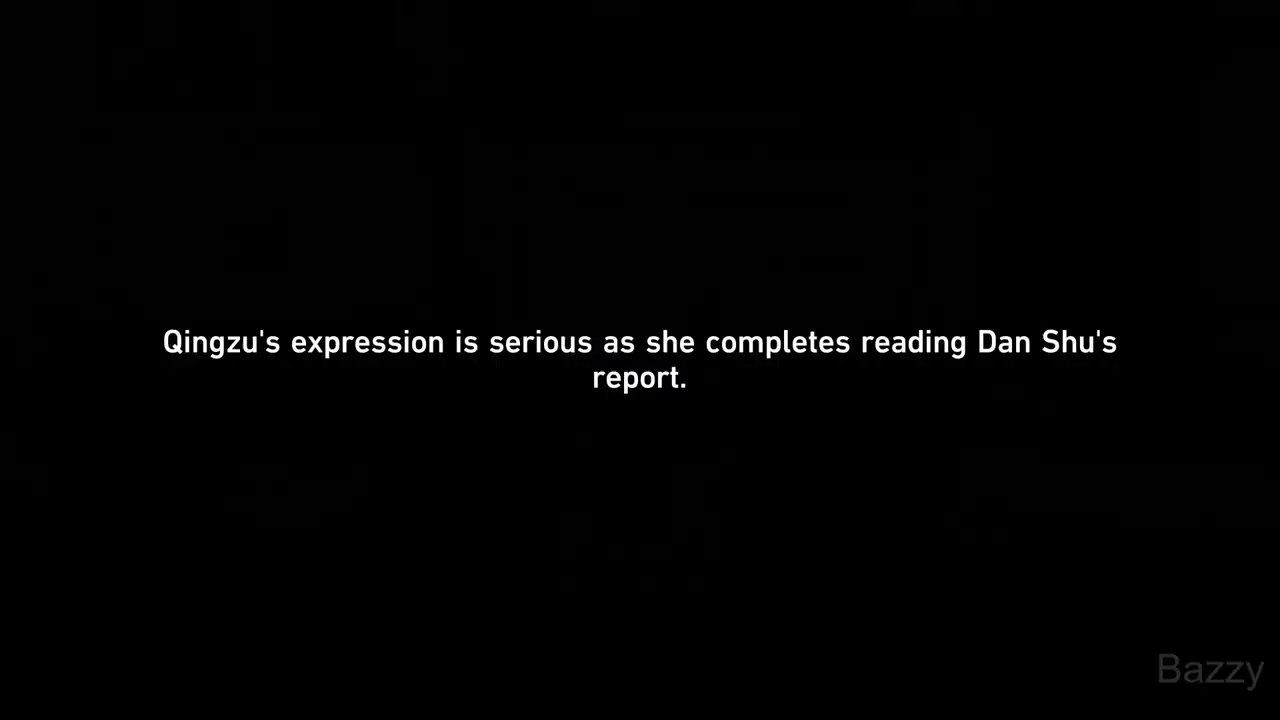 Qingzu's expression is serious as she completes reading Dan Shu's
report.
Bazzy